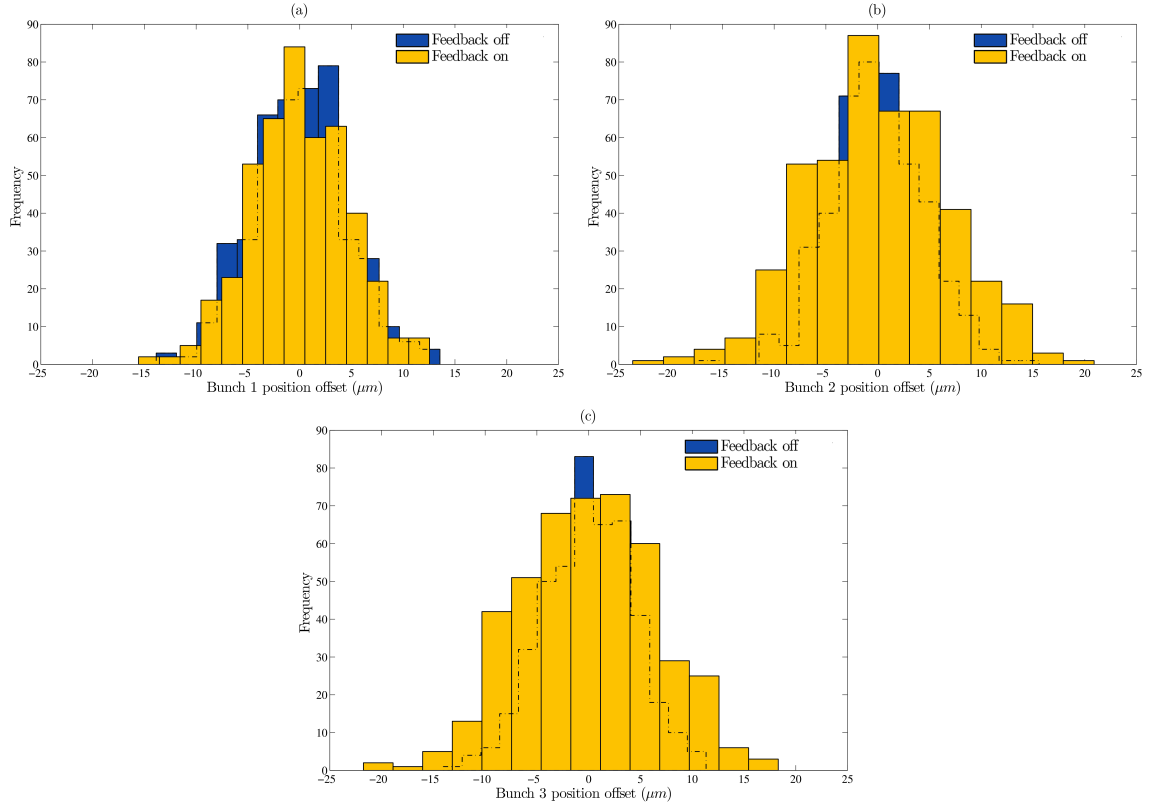 (a)
90
80
70
60
50
40
30
20
10
0
Frequency
Feedback off
Feedback on
−25 −20 −15 −10 −5 0 5 10 15 20 25
Bunch 1 position offset (μm)
(b)
90
80
70
60
50
40
30
20
10
0
Frequency
Feedback off
Feedback on
−25 −20 −15 −10 −5 0 5 10 15 20 25
Bunch 2 position offset (μm)
(c)
90
80
70
60
50
40
30
20
10
0
Frequency
Feedback off
Feedback on
−25 −20 −15 −10 −5 0 5 10 15 20 25
Bunch 3 position offset (μm)